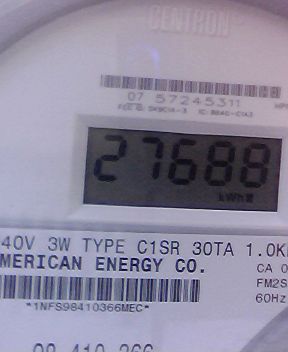 CENTRON
07 57245311
27688
kWh
40V 3W TYPE C1SR 30TA 1.0K
MERICAN ENERGY CO.
CA 0
FM2S
60Hz
*1NFS98410366MEC*